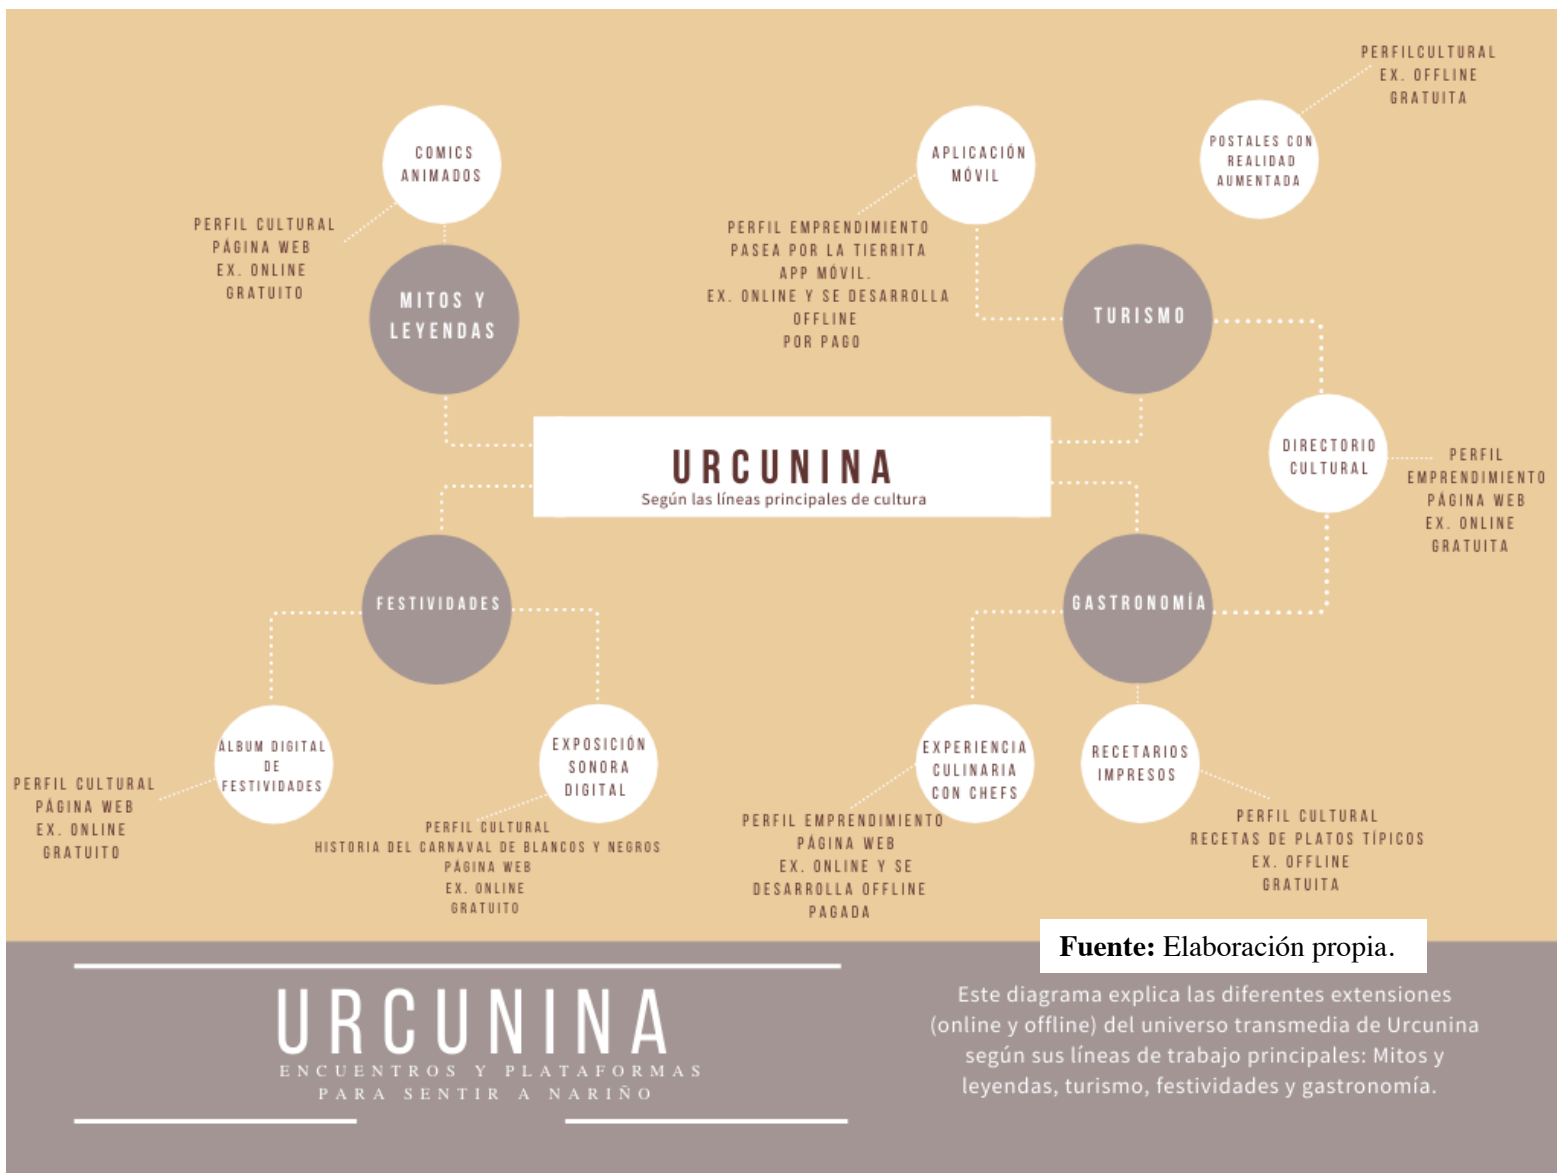 PERFILCULTURAL
EX. OFFLINE
GRATUITA
COMICS
ANIMADOS
APLICACIÓN
MÓVIL
POSTALES CON
REALIDAD
AUMENTADA
PERFIL CULTURAL
PÁGINA WEB
EX. ONLINE
GRATUITO
PERFIL EMPRENDIMIENTO
PASEA POR LA TIERRITA
APP MÓVIL.
EX. ONLINE Y SE DESARROLLA
OFFLINE
POR PAGO
MITOS Y
LEYENDAS
TURISMO
URCUNINA
Según las líneas principales de cultura
DIRECTORIO
CULTURAL
PERFIL
EMPRENDIMIENTO
PÁGINA WEB
EX. ONLINE
GRATUITA
FESTIVIDADES
GASTRONOMÍA
ALBUM DIGITAL
DE
FESTIVIDADES
EXPOSICIÓN
SONORA
DIGITAL
EXPERIENCIA
CULINARIA
CON CHEFS
RECETARIOS
IMPRESOS
PERFIL CULTURAL
PÁGINA WEB
EX. ONLINE
GRATUITO
PERFIL CULTURAL
HISTORIA DEL CARNAVAL DE BLANCOS Y NEGROS
PÁGINA WEB
EX. ONLINE
GRATUITO
PERFIL EMPRENDIMIENTO
PÁGINA WEB
EX. ONLINE Y SE
DESARROLLA OFFLINE
PAGADA
PERFIL CULTURAL
RECETAS DE PLATOS TÍPICOS
EX. OFFLINE
GRATUITA
Fuente: Elaboración propia.
URCUNINA
ENCUENTROS Y PLATAFORMAS
PARA SENTIR A NARIÑO
Este diagrama explica las diferentes extensiones
(online y offline) del universo transmedia de Urcunina
según sus líneas de trabajo principales: Mitos y
leyendas, turismo, festividades y gastronomía.